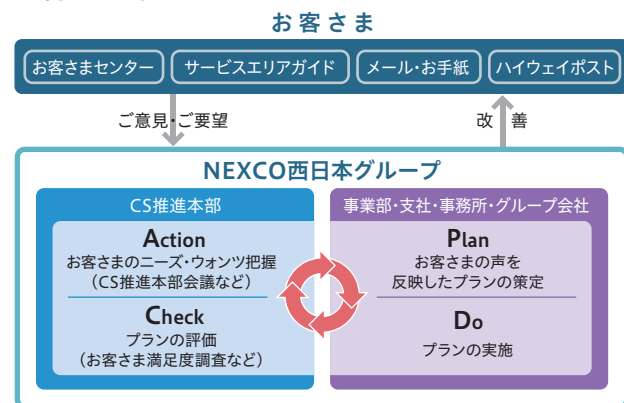 お客さま
お客さまセンター
サービスエリアガイド
メール・お手紙
ハイウェイポスト
ご意見・ご要望
改善
NEXCO西日本グループ
CS推進本部
Action
お客さまのニーズ・ウォンツ把握
(CS推進本部会議など)
Check
プランの評価
(お客さま満足度調査など)
事業部・支社・事務所・グループ会社
Plan
お客さまの声を
反映したプランの策定
Do
プランの実施